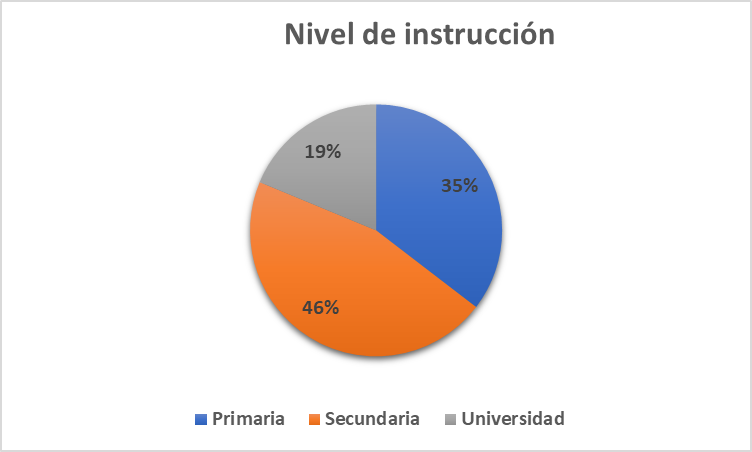 Nivel de instrucción
19%
35%
46%
Primaria Secundaria Universidad